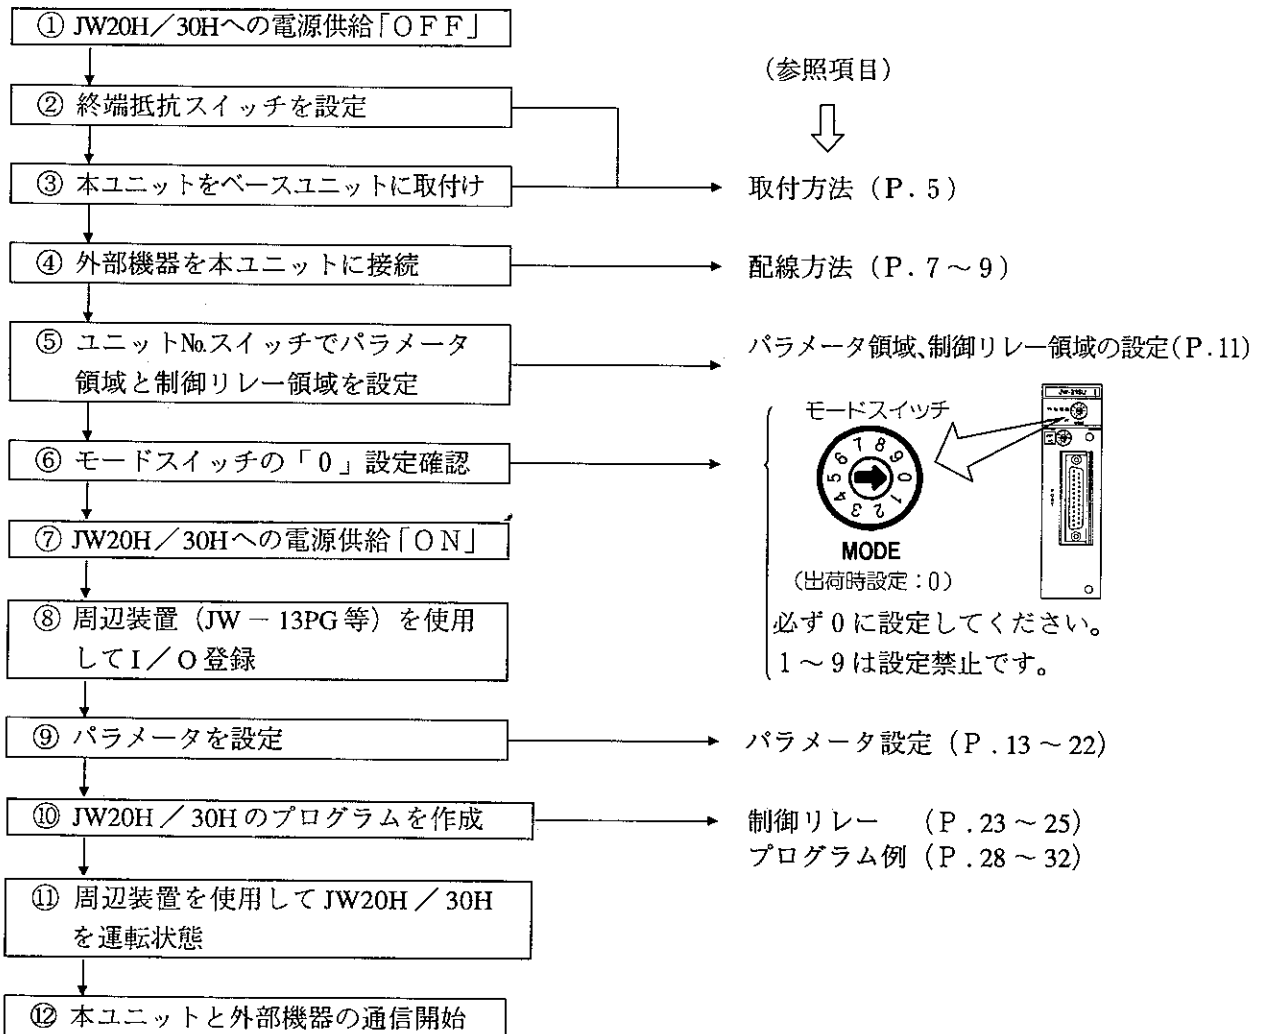 ① JW20H／30Hへの電源供給「ＯＦＦ」
② 終端抵抗スイッチを設定
③ 本ユニットをベースユニットに取付け
④ 外部機器を本ユニットに接続
⑤ ユニット№スイッチでパラメータ
領域と制御リレー領域を設定
⑥ モードスイッチの「０」設定確認
⑦ JW20H／30Hへの電源供給「ＯＮ」
⑧ 周辺装置（JW－13PG等）を使用
してI／O登録
⑨ パラメータを設定
⑩ JW20H／30Hのプログラムを作成
⑪ 周辺装置を使用してJW20H／30H
を運転状態
⑫ 本ユニットと外部機器の通信開始
（参照項目）
取付方法（P．5）
配線方法（P．7～9）
パラメータ領域、制御リレー領域の設定（P．11）
モードスイッチ
0 1 2 3 4 5 6 7 8 9
MODE
（出荷時設定：0）
必ず0に設定してください。
1～9は設定禁止です。
パラメータ設定（P．13～22）
制御リレー　（P．23～25）
プログラム例（P．28～32）